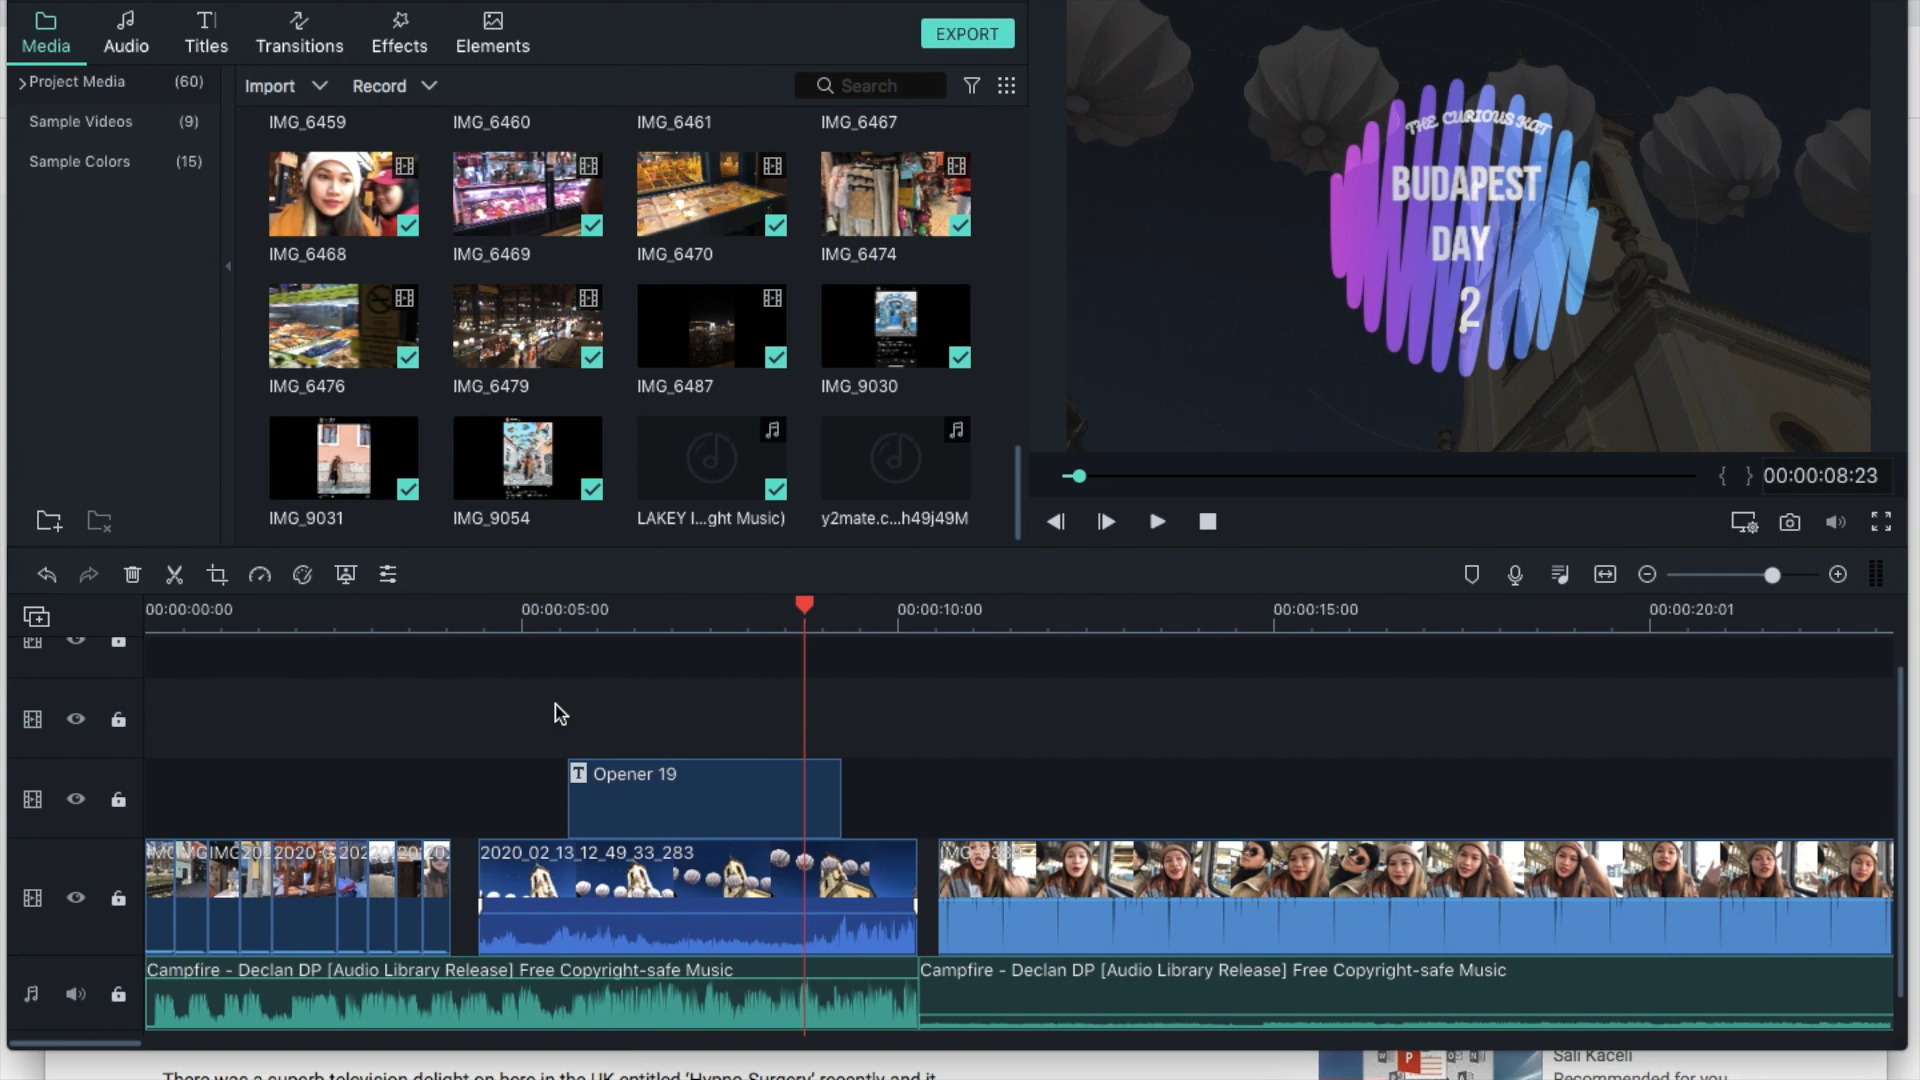 Media
Audio
Titles
Transitions
Effects
Elements
EXPORT
Project Media (60)
Sample Videos (9)
Sample Colors (15)
Import
Record
Search
IMG_6459
IMG_6460
IMG_6461
IMG_6467
IMG_6468
IMG_6469
IMG_6470
IMG_6474
IMG_6476
IMG_6479
IMG_6487
IMG_9030
IMG_9031
IMG_9054
LAKEY I...ght Music)
y2mate.c...h49j49M
THE CURIOUS KAT
BUDAPEST
DAY
2
{ } 00:00:08:23
00:00:00:00
00:00:05:00
00:00:10:00
00:00:15:00
00:00:20:01
T Opener 19
2020_02_13_12_49_33_283
Campfire - Declan DP [Audio Library Release] Free Copyright-safe Music
Campfire - Declan DP [Audio Library Release] Free Copyright-safe Music
There was a superb television delight on here in the UK entitled 'Hypno Surgery' recently and it
Sali Kaceli
Recommended for you